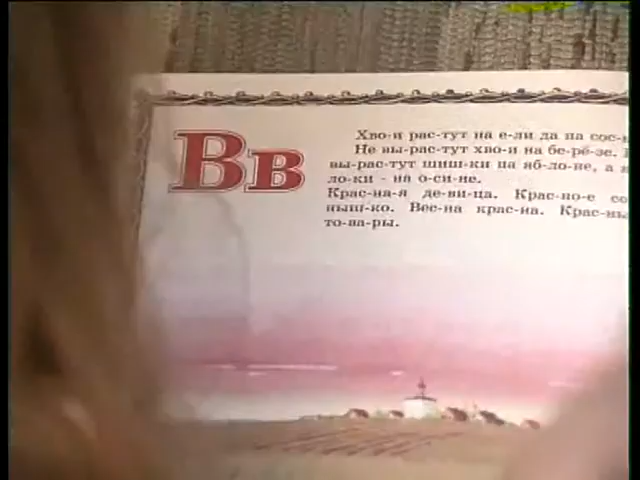 Вв
Хво-и рас-тут на е-ли да на сос-
Не вы-рас-тут хво-и на бе-рё-зе.
вы-рас-тут шиш-ки на яб-ло-не, а
ло-ки - на о-си-не.
Крас-на-я де-ви-ца. Крас-но-е со
ныш-ко. Вес-на крас-на. Крас-ны
то-ва-ры.